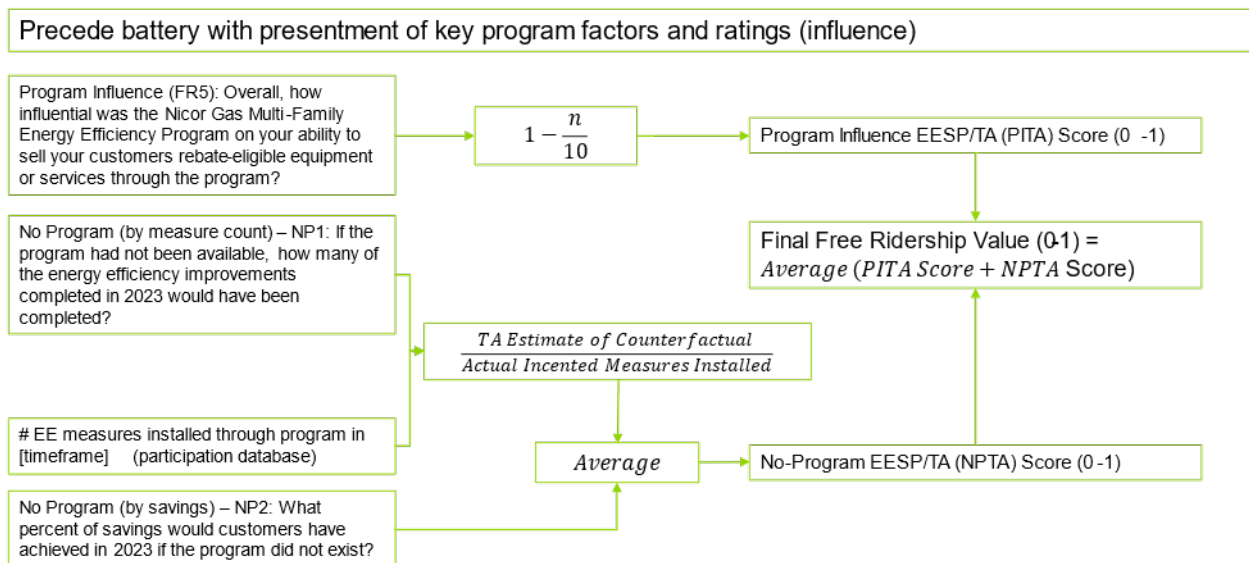 Precede battery with presentment of key program factors and ratings (influence)
Program Influence (FR5): Overall, how
influential was the Nicor Gas Multi-Family
Energy Efficiency Program on your ability to
sell your customers rebate-eligible equipment
or services through the program?
1 − n/10
Program Influence EESP/TA (PITA) Score (0 -1)
No Program (by measure count) – NP1: If the
program had not been available, how many of
the energy efficiency improvements
completed in 2023 would have been
completed?
Final Free Ridership Value (0-1) =
Average (PITA Score + NPTA Score)
TA Estimate of Counterfactual
Actual Incented Measures Installed
# EE measures installed through program in
[timeframe] (participation database)
Average
No-Program EESP/TA (NPTA) Score (0 -1)
No Program (by savings) – NP2: What
percent of savings would customers have
achieved in 2023 if the program did not exist?